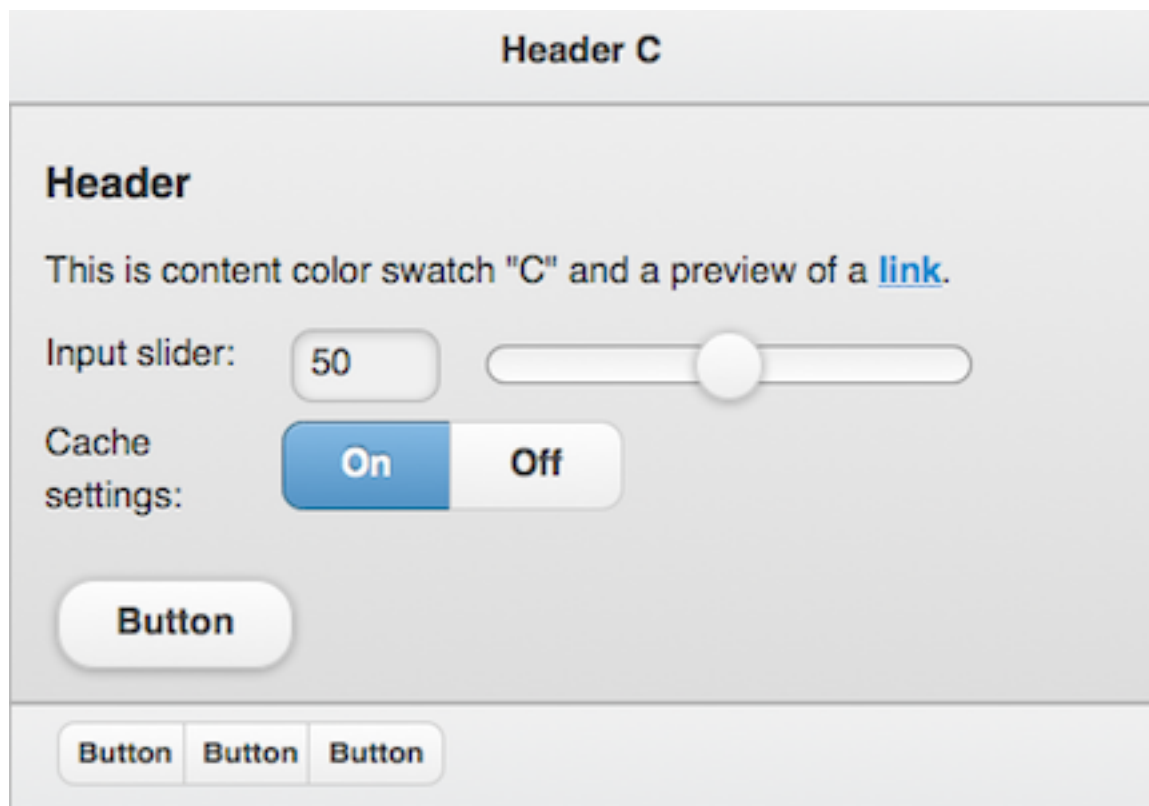 Header C
Header
This is content color swatch "C" and a preview of a link.
Input slider: 50
Cache
settings:
On Off
Button
Button Button Button